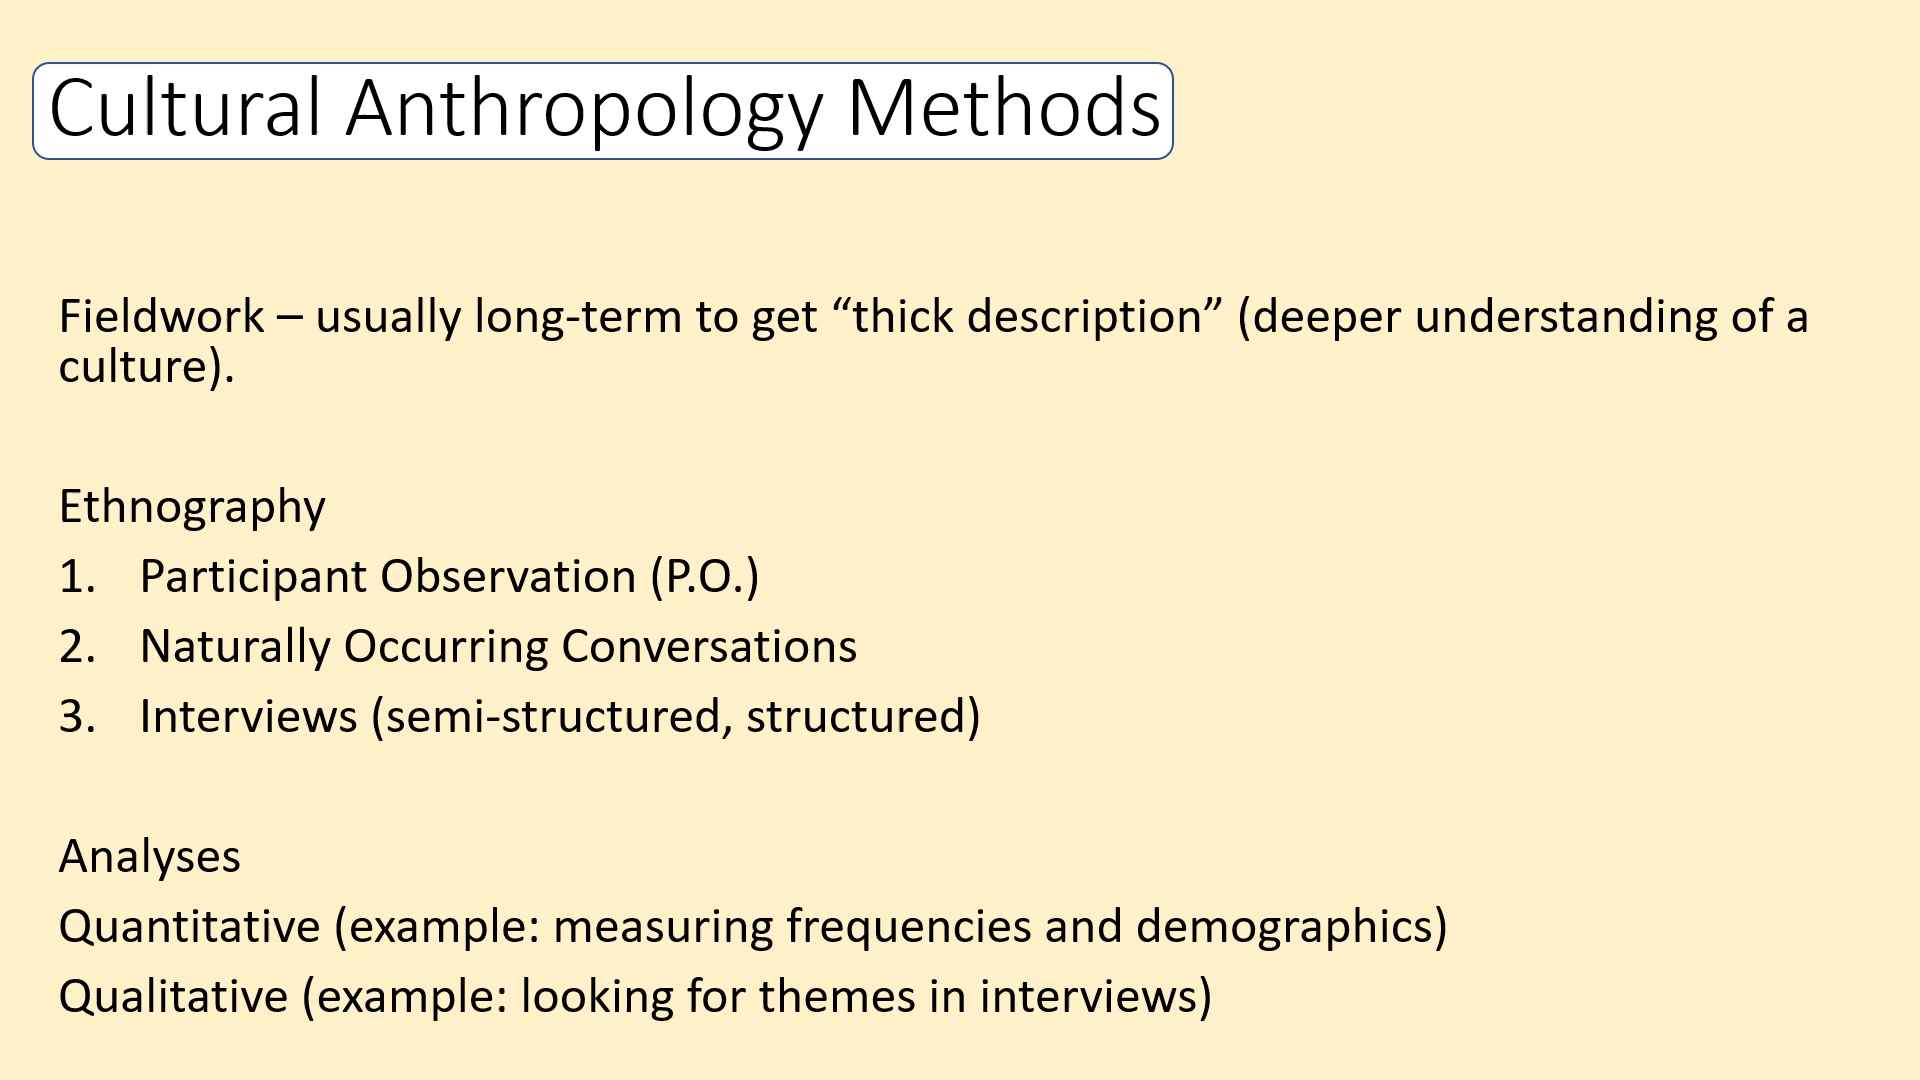 Cultural Anthropology Methods
Fieldwork – usually long-term to get “thick description” (deeper understanding of a
culture).
Ethnography
1. Participant Observation (P.O.)
2. Naturally Occurring Conversations
3. Interviews (semi-structured, structured)
Analyses
Quantitative (example: measuring frequencies and demographics)
Qualitative (example: looking for themes in interviews)